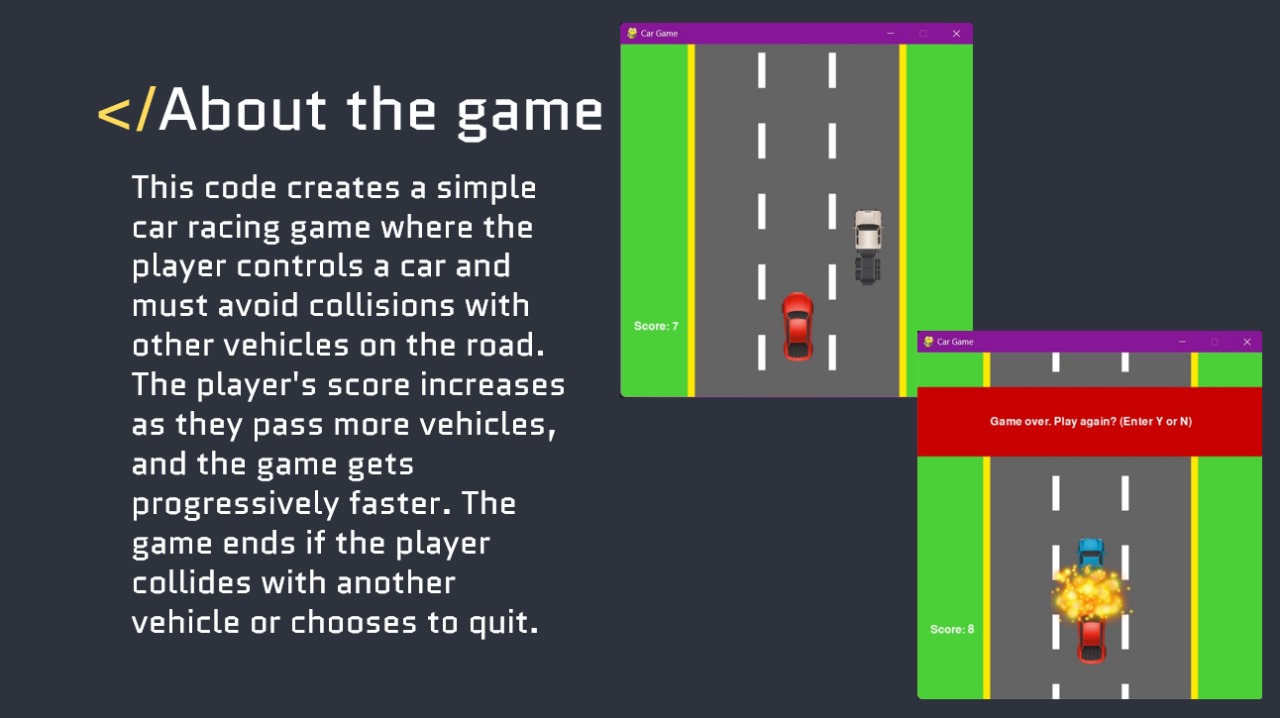 </About the game
This code creates a simple
car racing game where the
player controls a car and
must avoid collisions with
other vehicles on the road.
The player's score increases
as they pass more vehicles,
and the game gets
progressively faster. The
game ends if the player
collides with another
vehicle or chooses to quit.
Car Game
Score: 7
Car Game
Game over. Play again? (Enter Y or N)
Score: 8